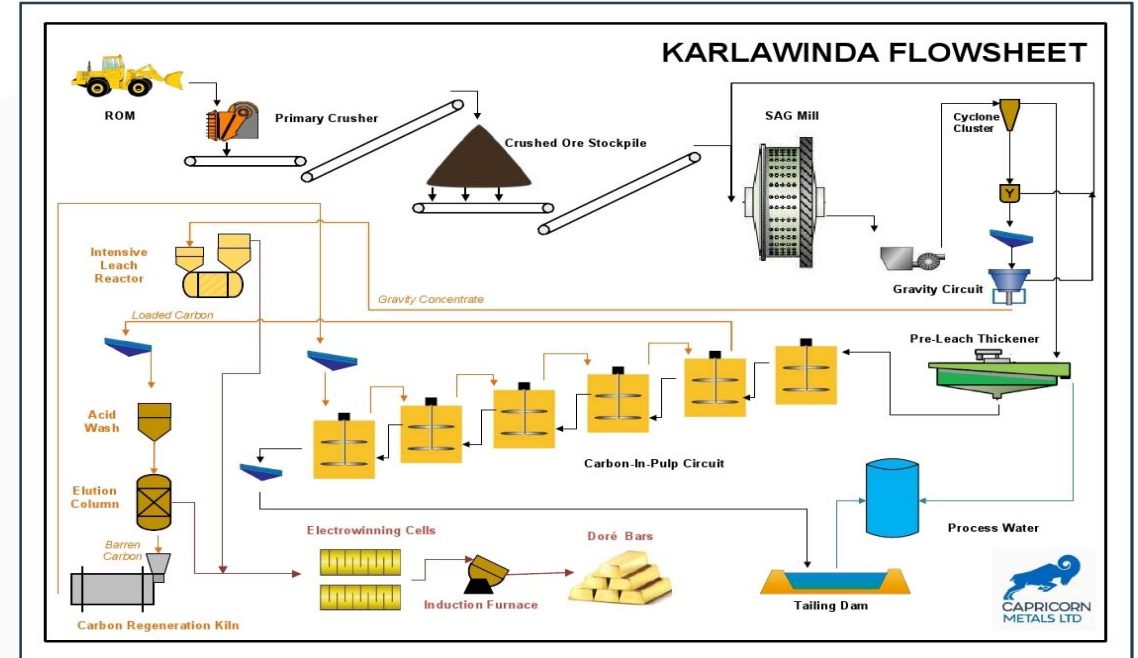 KARLAWINDA FLOWSHEET
ROM
Primary Crusher
Crushed Ore Stockpile
SAG Mill
Cyclone
Cluster
Y
Intensive
Leach
Reactor
Gravity Circuit
Gravity Concentrate
Loaded Carbon
Pre-Leach Thickener
Acid
Wash
Carbon-In-Pulp Circuit
Elution
Column
Process Water
Electrowinning Cells
Doré Bars
Barren
Carbon
Induction Furnace
Tailing Dam
Carbon Regeneration Kiln
CAPRICORN
METALS LTD